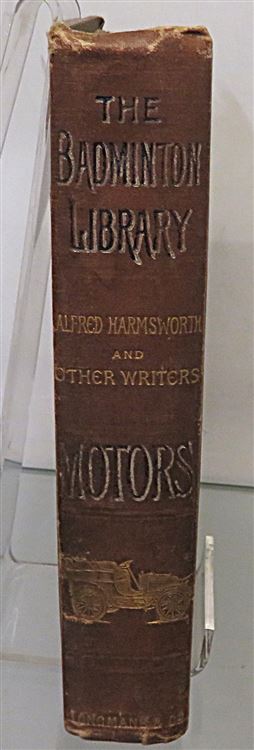 THE
BADMINTON
LIBRARY
ALFRED HARMSWORTH
AND
OTHER WRITERS
MOTORS
LONGMANS & Co